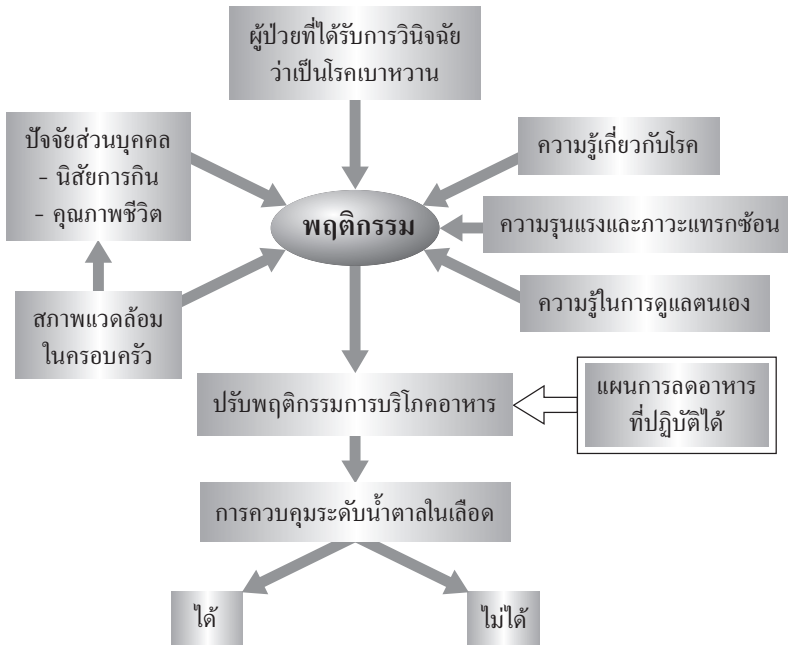 ผู้ป่วยที่ได้รับการวินิจฉัย
ว่าเป็นโรคเบาหวาน
ปัจจัยส่วนบุคคล
- นิสัยการกิน
- คุณภาพชีวิต
ความรู้เกี่ยวกับโรค
พฤติกรรม
ความรุนแรงและภาวะแทรกซ้อน
สภาพแวดล้อม
ในครอบครัว
ความรู้ในการดูแลตนเอง
ปรับพฤติกรรมการบริโภคอาหาร
แผนการลดอาหาร
ที่ปฏิบัติได้
การควบคุมระดับน้ำตาลในเลือด
ได้
ไม่ได้